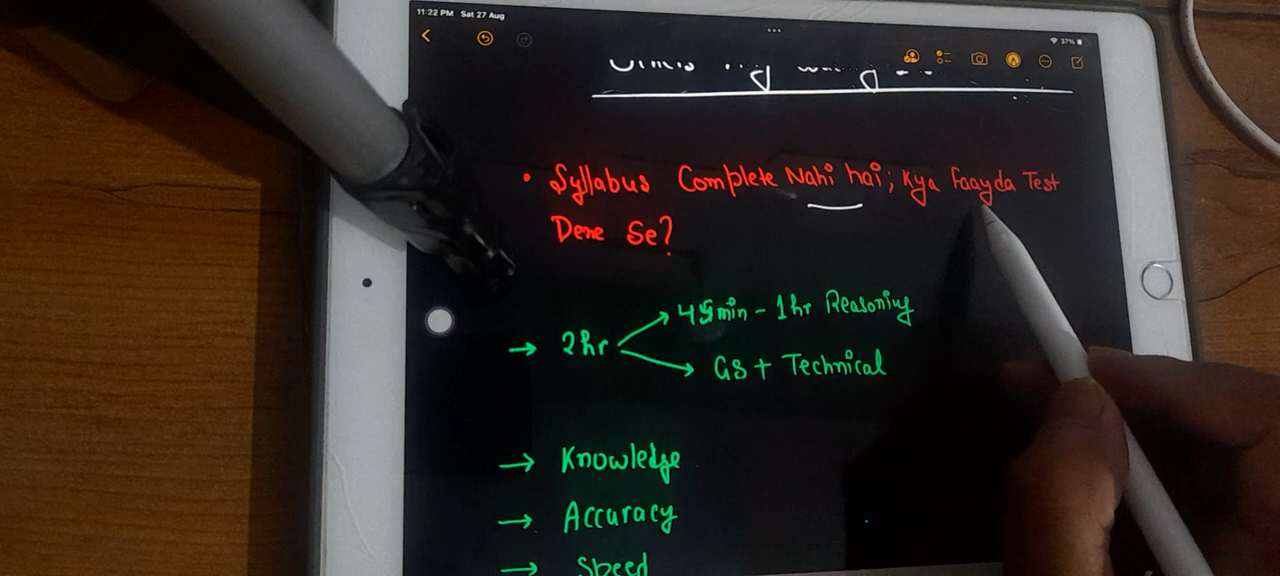 11:22 PM Sat 27 Aug
37%
• Syllabus Complete Nahi hai; Kya Faayda Test
Dene Se?
→ 2hr → 45min - 1hr Reasoning
→ GS + Technical
→ Knowledge
→ Accuracy
→ Speed